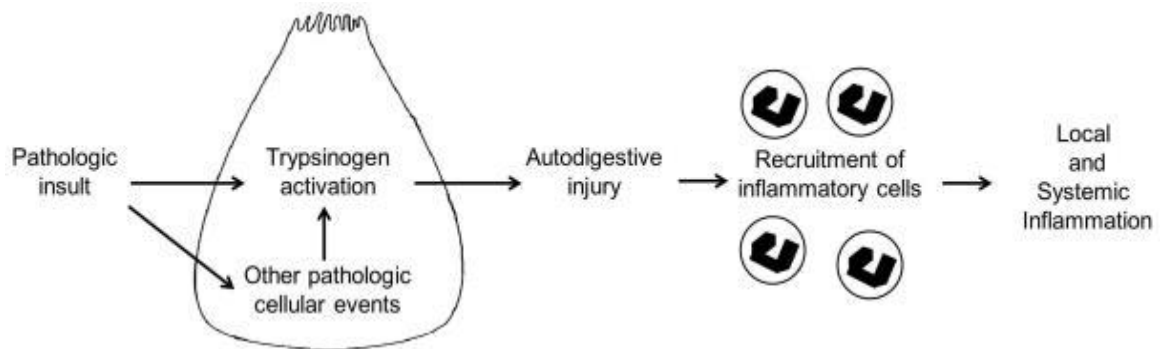 Pathologic
insult
Trypsinogen
activation
Other pathologic
cellular events
Autodigestive
injury
Recruitment of
inflammatory cells
Local
and
Systemic
Inflammation